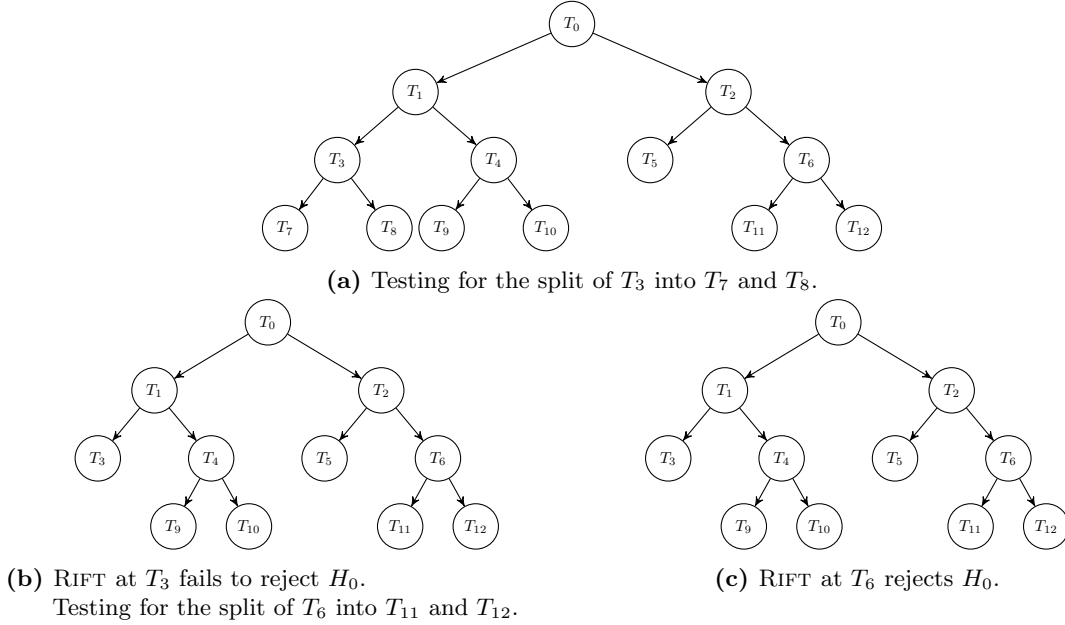 T₀
T₁ T₂
T₃ T₄ T₅ T₆
T₇ T₈ T₉ T₁₀ T₁₁ T₁₂
(a) Testing for the split of T₃ into T₇ and T₈.
T₀
T₁ T₂
T₃ T₄ T₅ T₆
T₉ T₁₀ T₁₁ T₁₂
(b) RIFT at T₃ fails to reject H₀.
Testing for the split of T₆ into T₁₁ and T₁₂.
T₀
T₁ T₂
T₃ T₄ T₅ T₆
T₉ T₁₀ T₁₁ T₁₂
(c) RIFT at T₆ rejects H₀.